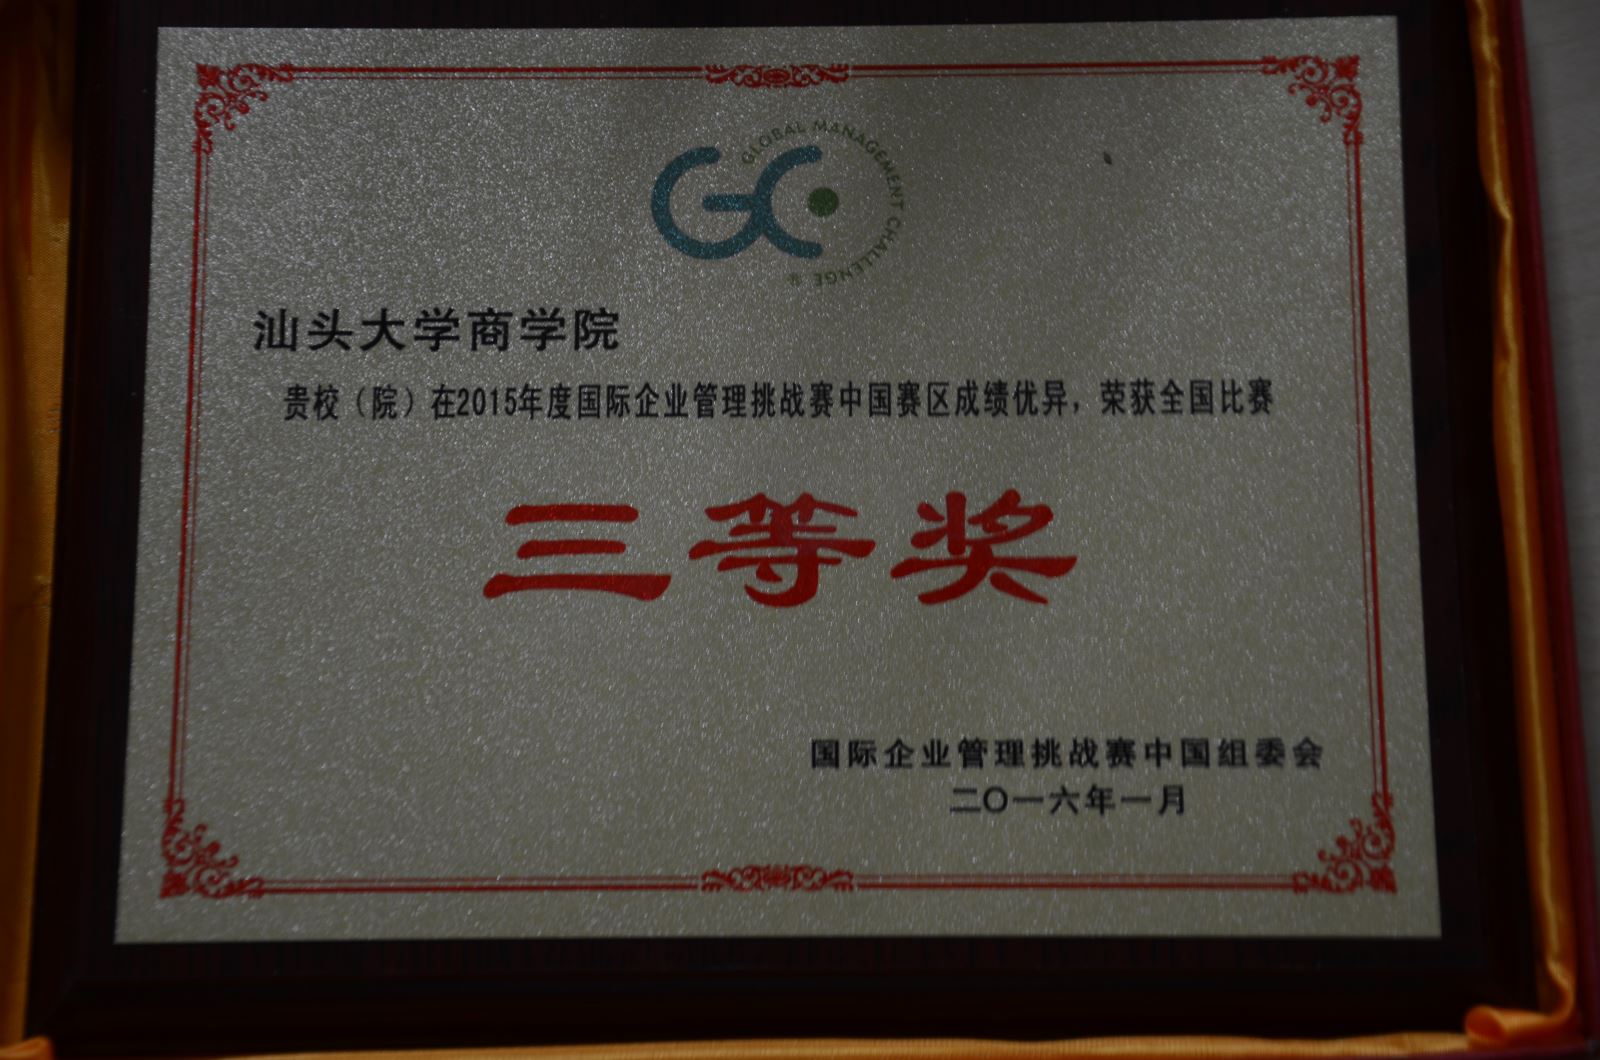 GC
GLOBAL MANAGEMENT CHALLENGE ®
汕头大学商学院
贵校（院）在2015年度国际企业管理挑战赛中国赛区成绩优异，荣获全国比赛
三等奖
国际企业管理挑战赛中国组委会
二〇一六年一月